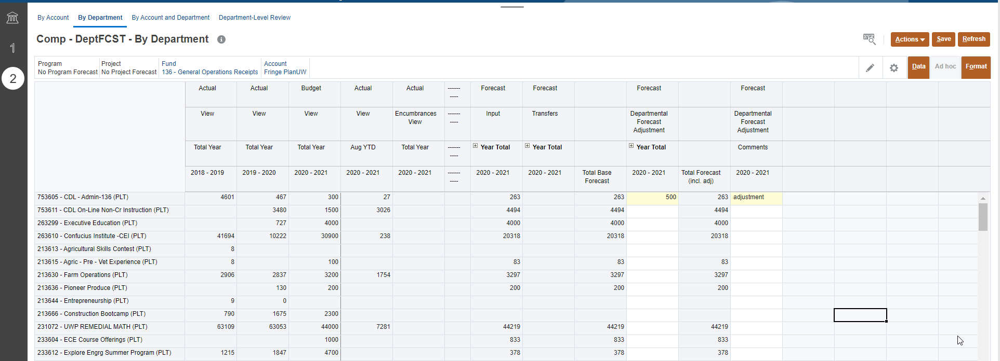 By Account By Department By Account and Department Department-Level Review
Comp - DeptFCST - By Department
Actions Save Refresh
1
2
Program Project Fund Account
No Program Forecast No Project Forecast 136 - General Operations Receipts Fringe PlanUW
Data Ad hoc Format
Actual Actual Budget Actual Actual ------ Forecast Forecast Forecast Forecast
----
View View View View Encumbrances ------ Input Transfers Departmental Departmental
View ---- Forecast Forecast
Adjustment Adjustment
Total Year Total Year Total Year Aug YTD Total Year ------ Year Total Year Total Year Total Comments
----
2018 - 2019 2019 - 2020 2020 - 2021 2020 - 2021 2020 - 2021 ------ 2020 - 2021 2020 - 2021 Total Base 2020 - 2021 Total Forecast 2020 - 2021
---- Forecast (incl. adj)
753605 - CDL - Admin-136 (PLT) 4601 467 300 27 263 263 500 263 adjustment
753611 - CDL On-Line Non-Cr Instruction (PLT) 3480 1500 3026 4494 4494 4494
263299 - Executive Education (PLT) 727 4000 4000 4000 4000
263610 - Confucius Institute -CEI (PLT) 41694 10222 30900 238 20318 20318 20318
213613 - Agricultural Skills Contest (PLT) 8
213615 - Agric - Pre - Vet Experience (PLT) 8 100 83 83 83
213630 - Farm Operations (PLT) 2906 2837 3200 1754 3297 3297 3297
213636 - Pioneer Produce (PLT) 130 200 200 200 200
213644 - Entrepreneurship (PLT) 9 0
213666 - Construction Bootcamp (PLT) 790 1675 2300
231072 - UWP REMEDIAL MATH (PLT) 63109 63053 44000 7281 44219 44219 44219
233604 - ECE Course Offerings (PLT) 1000 833 833 833
233612 - Explore Engrg Summer Program (PLT) 1215 1847 4700 378 378 378